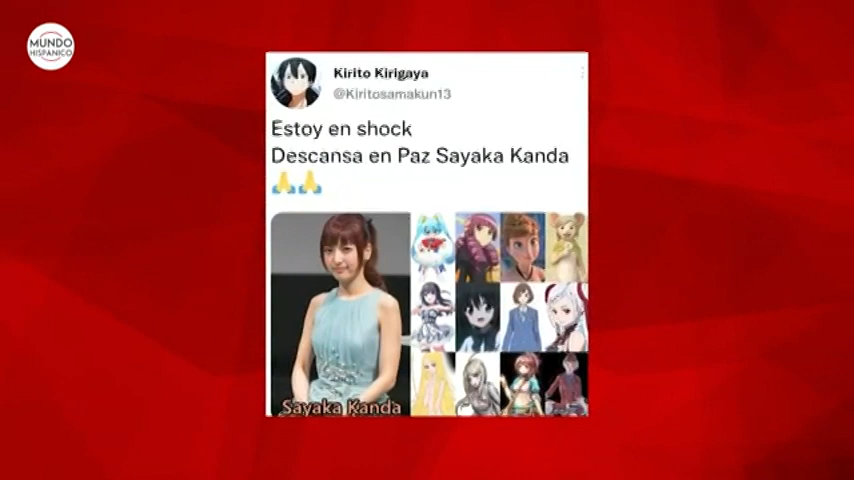 MUNDO
HISPANICO
Kirito Kirigaya
@Kiritosamakun13
Estoy en shock
Descansa en Paz Sayaka Kanda
🙏🙏
Sayaka Kanda